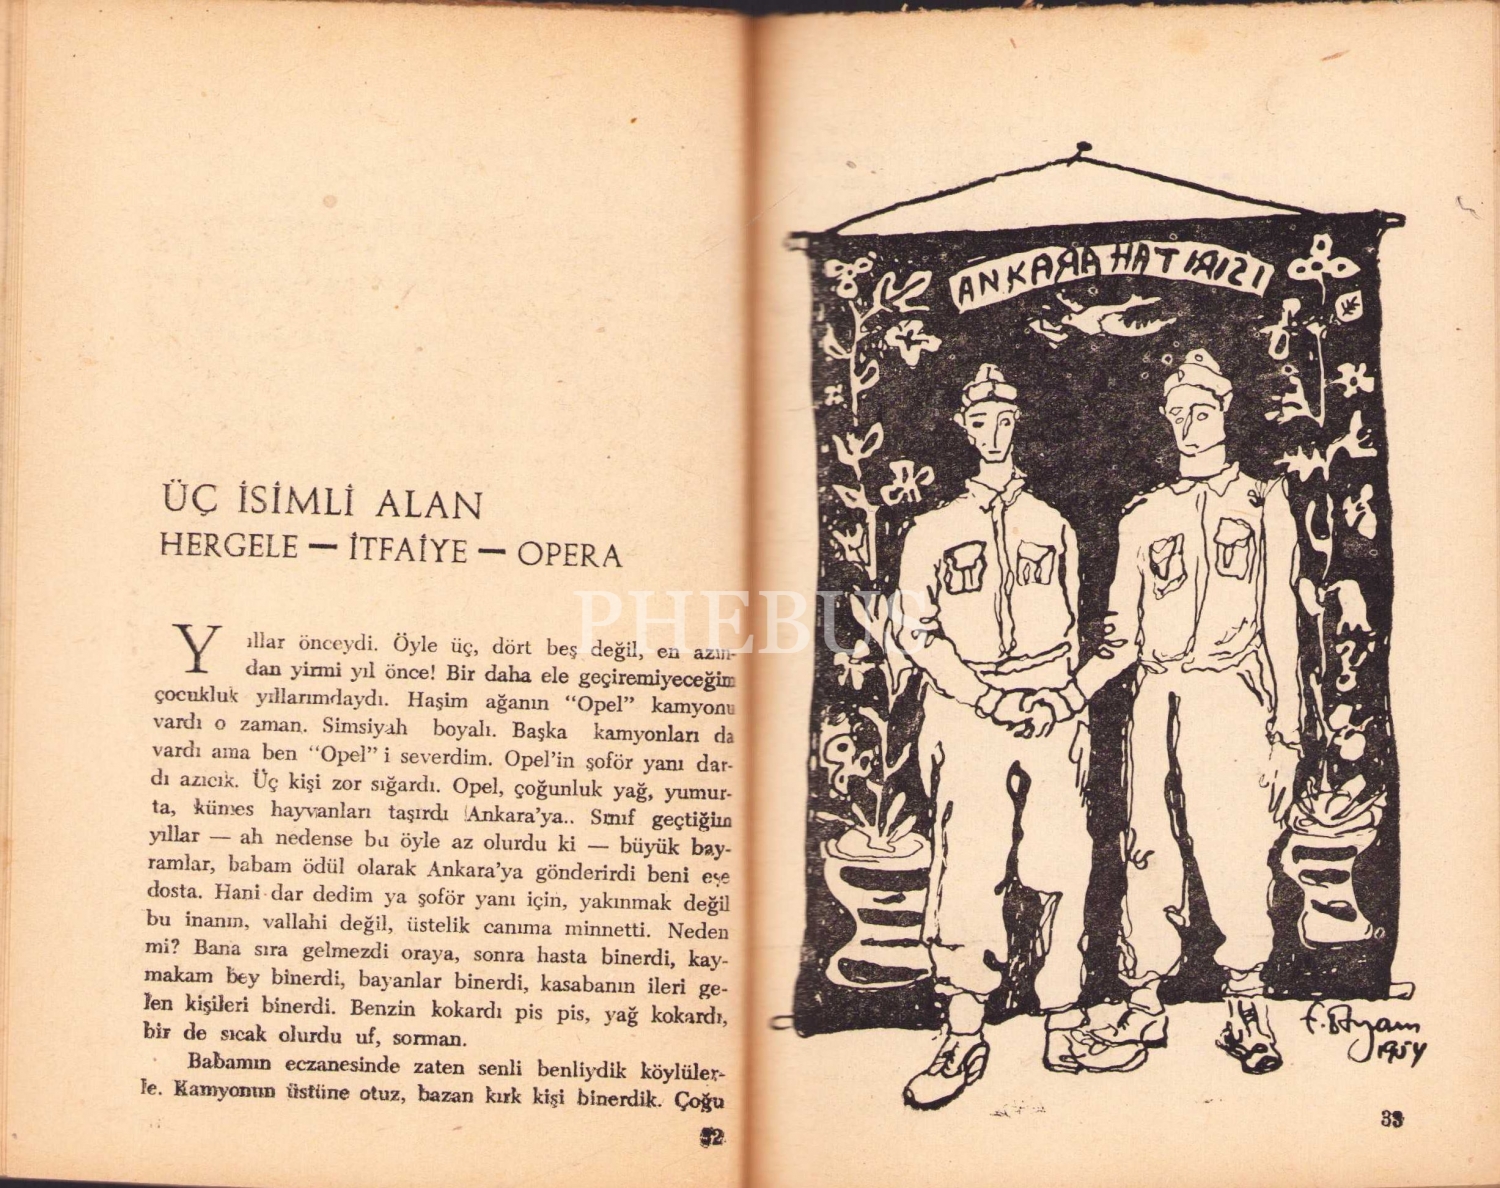 ÜÇ İSİMLİ ALAN
HERGELE — İTFAİYE — OPERA
Yıllar önceydi. Öyle üç, dört beş değil, en azın-
dan yirmi yıl önce! Bir daha ele geçiremiyeceğim
çocukluk yıllarımdaydı. Haşim ağanın “Opel” kamyonu
vardı o zaman. Simsiyah boyalı. Başka kamyonları da
vardı ama ben “Opel” i severdim. Opel’in şoför yanı dar-
dı azıcık. Üç kişi zor sığardı. Opel, çoğunluk yağ, yumur-
ta, kümes hayvanları taşırdı Ankara’ya.. Sınıf geçtiğim
yıllar — ah nedense bu öyle az olurdu ki — büyük bay-
ramlar, babam ödül olarak Ankara’ya gönderirdi beni eşe
dosta. Hani dar dedim ya şoför yanı için, yakınmak değil
bu inanın, vallahi değil, üstelik canıma minnetti. Neden
mi? Bana sıra gelmezdi oraya, sonra hasta binerdi, kay-
makam bey binerdi, bayanlar binerdi, kasabanın ileri ge-
len kişileri binerdi. Benzin kokardı pis pis, yağ kokardı,
bir de sıcak olurdu uf, sorman.
Babamın eczanesinde zaten senli benliydik köylüler-
le. Kamyonun üstüne otuz, bazan kırk kişi binerdik. Çoğu
32
ANKARA HATIRIZI
1954
33
PHEBUS